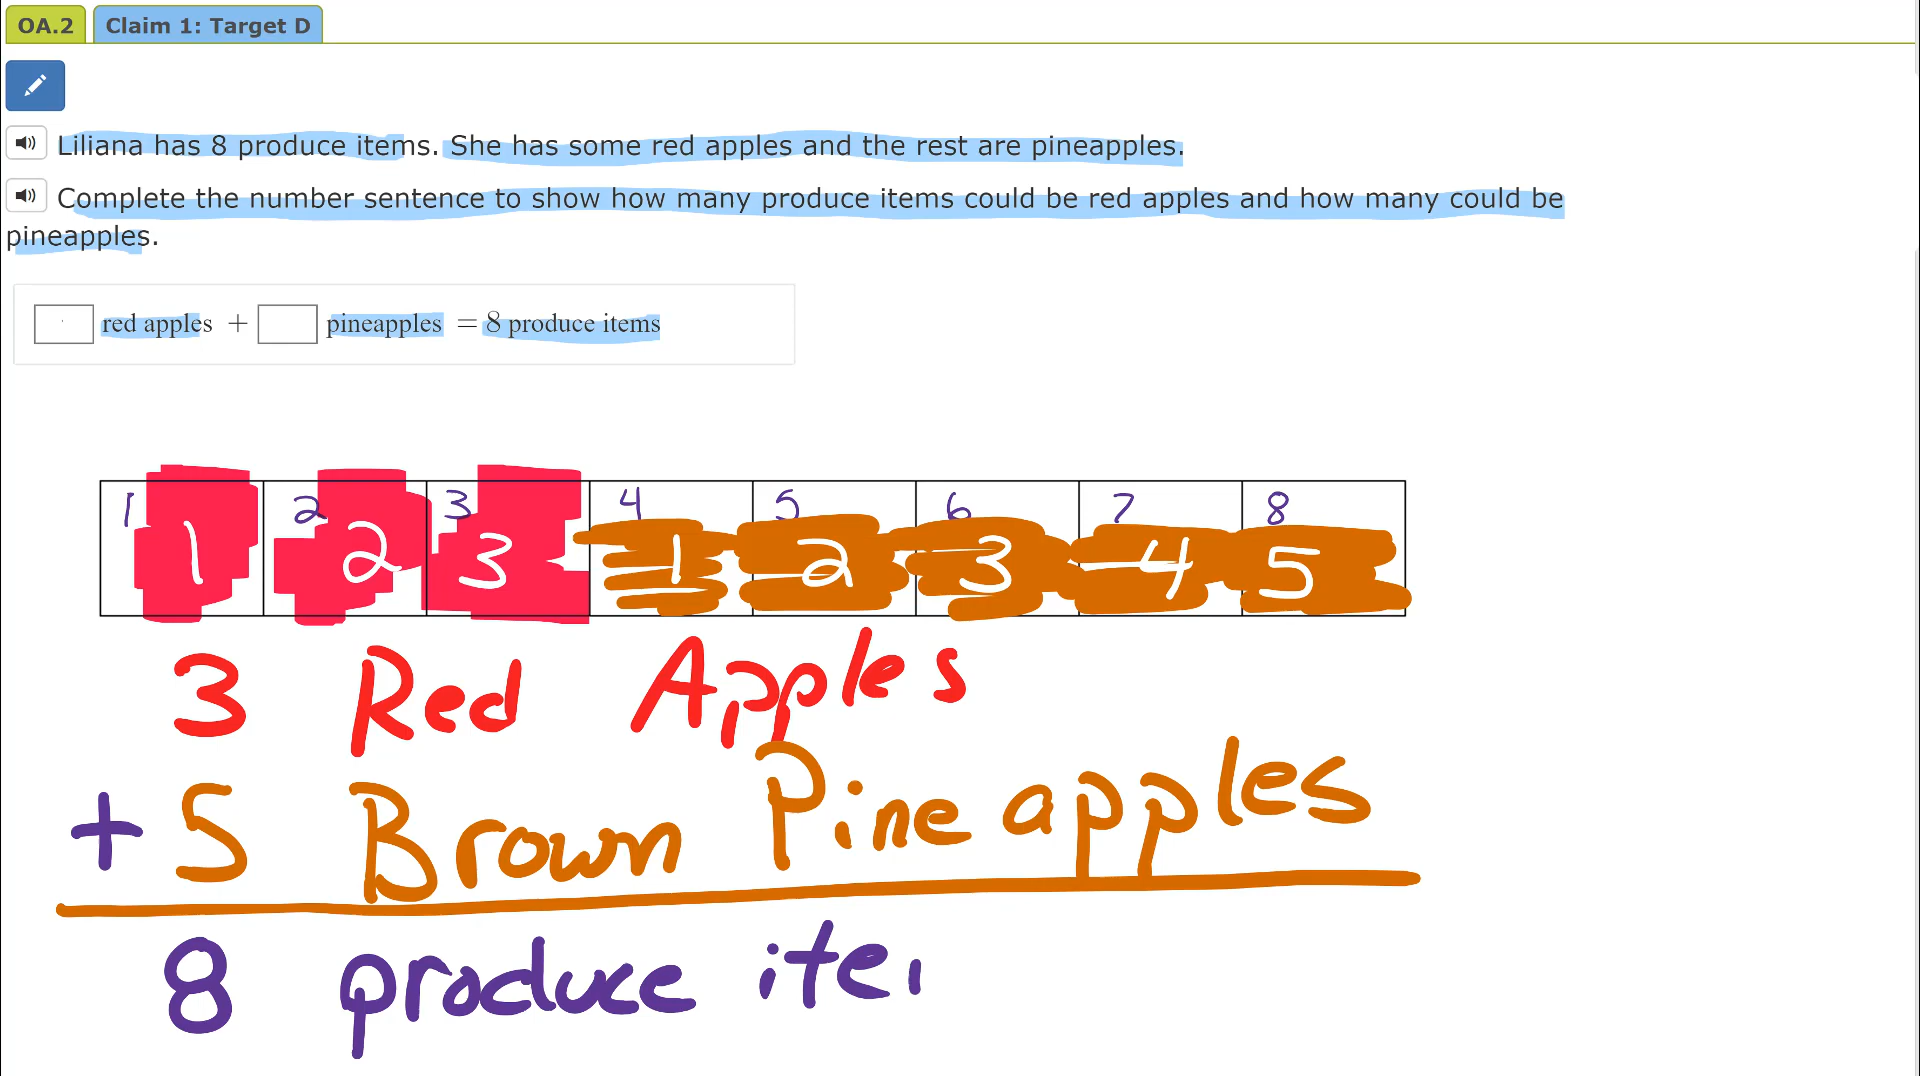 OA.2 Claim 1: Target D
Liliana has 8 produce items. She has some red apples and the rest are pineapples.
Complete the number sentence to show how many produce items could be red apples and how many could be
pineapples.
red apples + pineapples = 8 produce items
1 2 3 4 5 6 7 8
1 2 3 1 2 3 4 5
3 Red Apples
+ 5 Brown Pineapples
8 produce ite